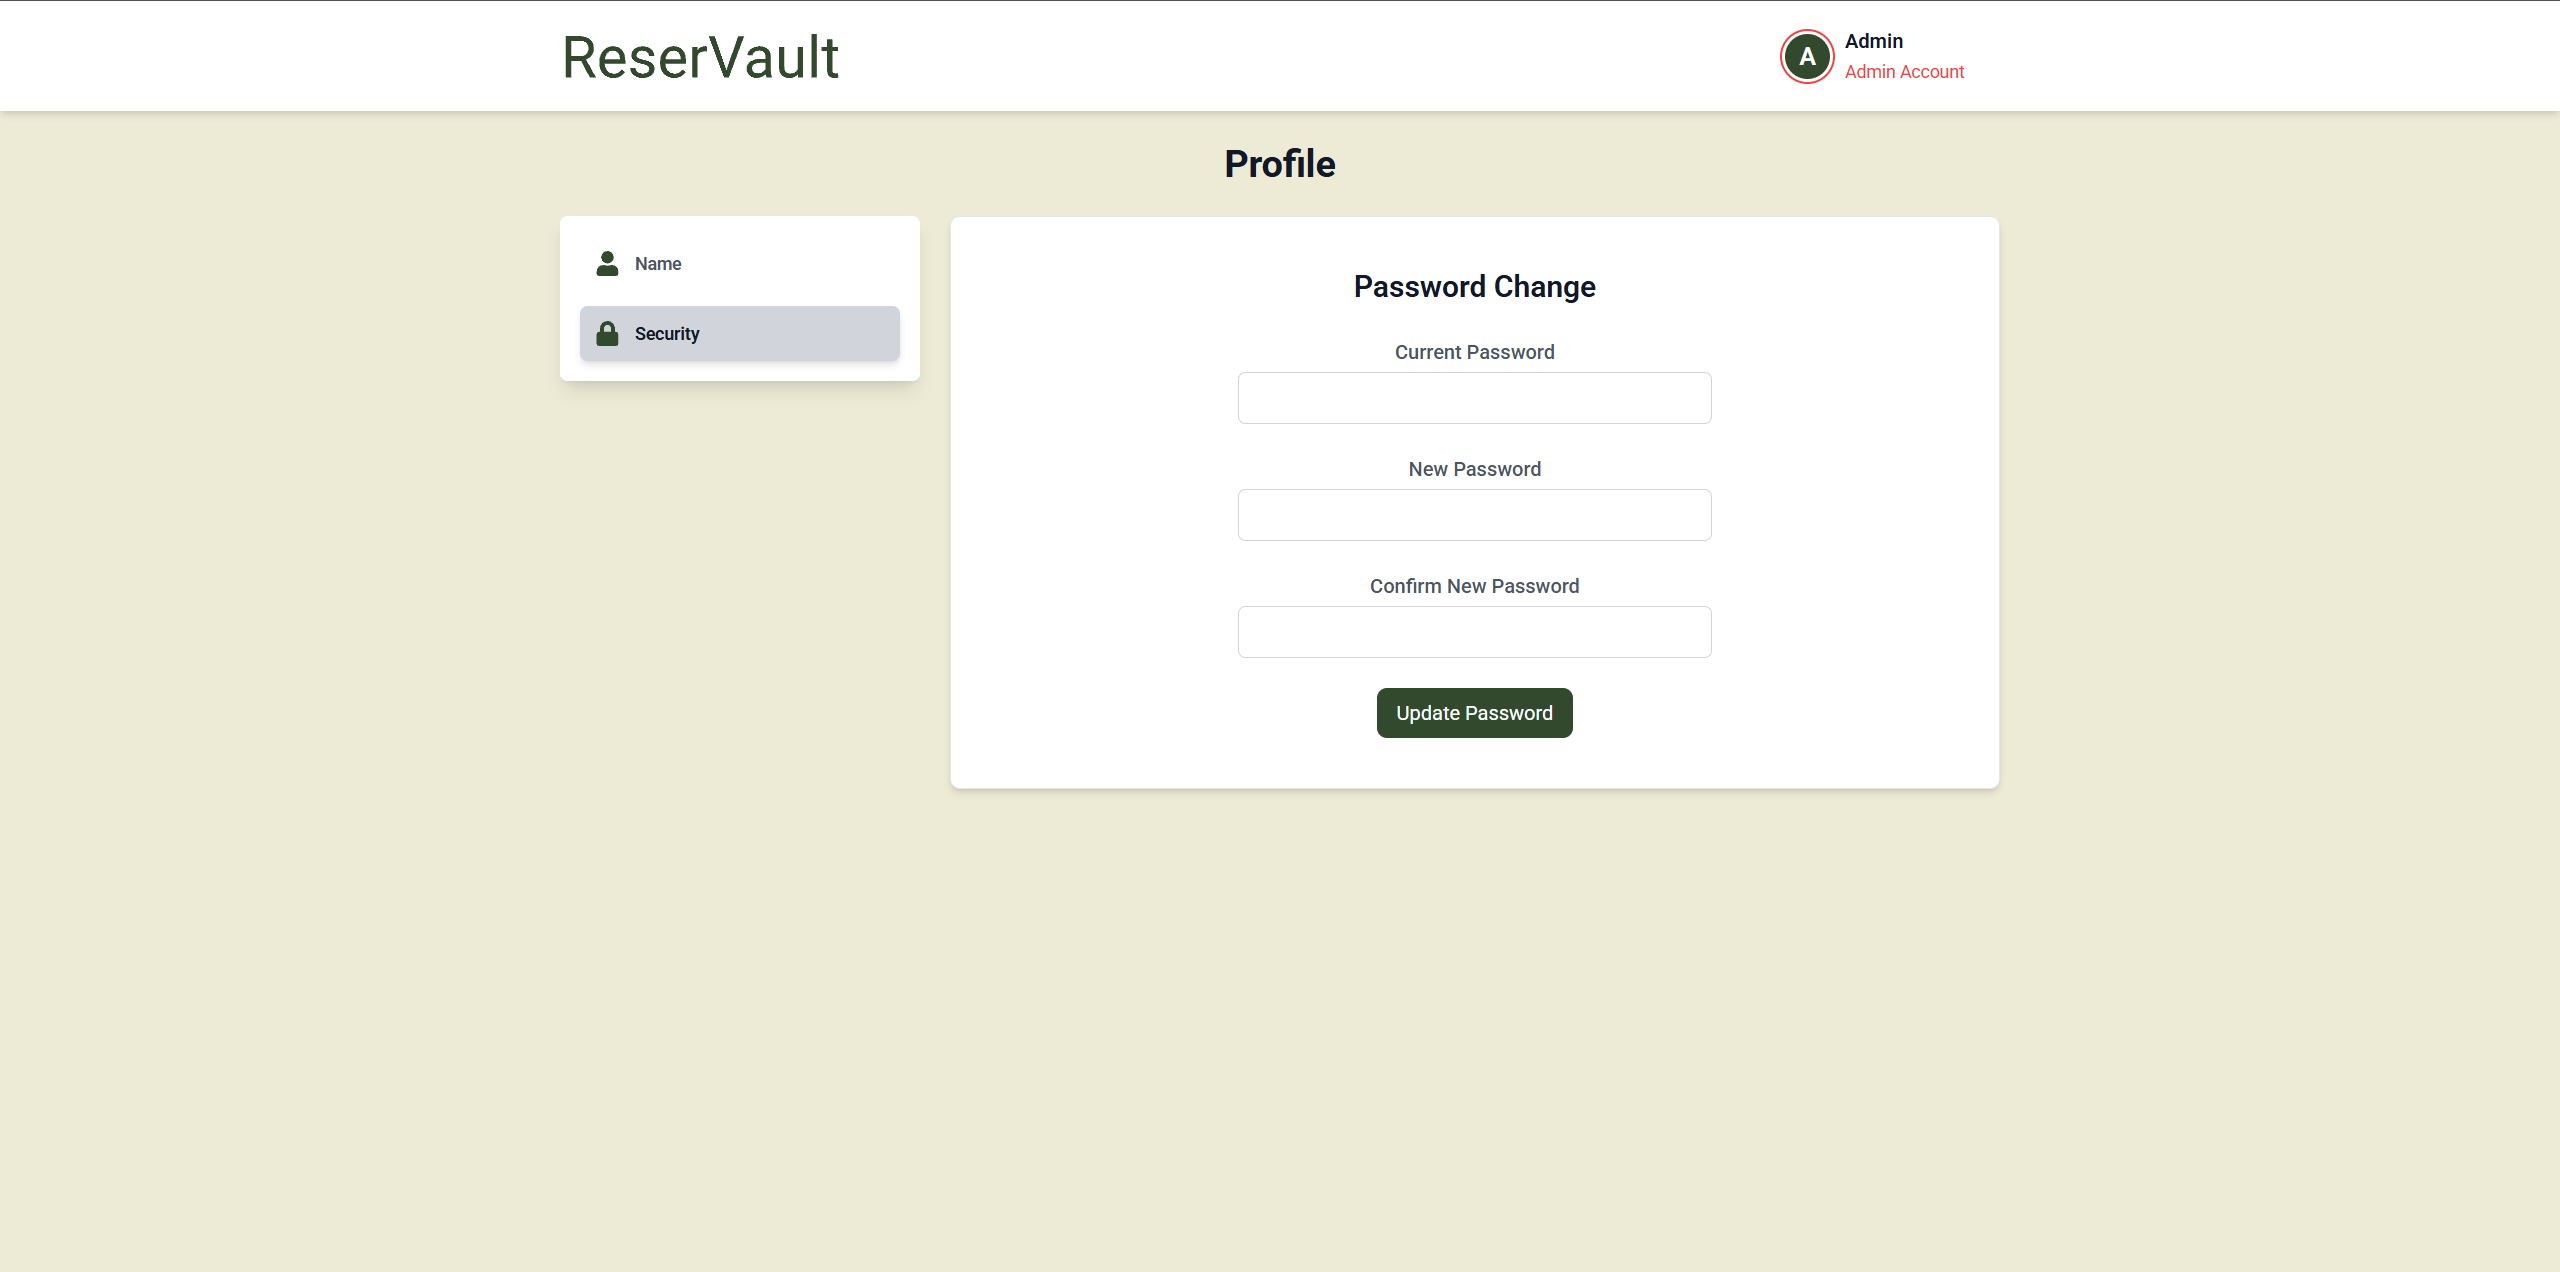 ReserVault
A
Admin
Admin Account
Profile
Name
Security
Password Change
Current Password
New Password
Confirm New Password
Update Password